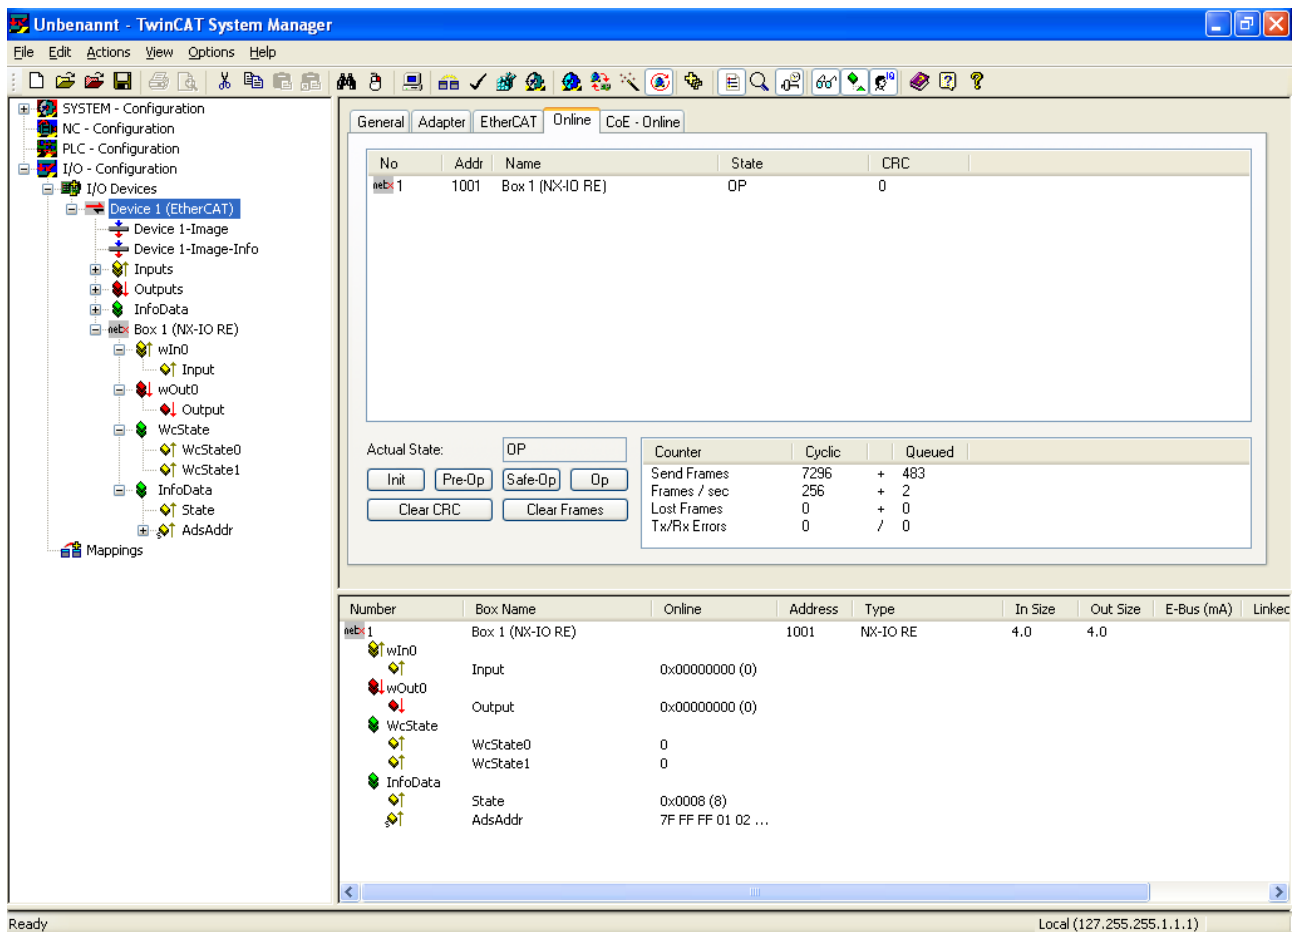 Unbenannt - TwinCAT System Manager
File Edit Actions View Options Help
SYSTEM - Configuration
NC - Configuration
PLC - Configuration
I/O - Configuration
I/O Devices
Device 1 (EtherCAT)
Device 1-Image
Device 1-Image-Info
Inputs
Outputs
InfoData
Box 1 (NX-IO RE)
wIn0
Input
wOut0
Output
WcState
WcState0
WcState1
InfoData
State
AdsAddr
Mappings
General Adapter EtherCAT Online CoE - Online
No Addr Name State CRC
1 1001 Box 1 (NX-IO RE) OP 0
Actual State: OP
Init Pre-Op Safe-Op Op
Clear CRC Clear Frames
Counter Cyclic Queued
Send Frames 7296 + 483
Frames / sec 256 + 2
Lost Frames 0 + 0
Tx/Rx Errors 0 / 0
Number Box Name Online Address Type In Size Out Size E-Bus (mA) Linkec
1 Box 1 (NX-IO RE) 1001 NX-IO RE 4.0 4.0
wIn0
Input 0x00000000 (0)
wOut0
Output 0x00000000 (0)
WcState
WcState0 0
WcState1 0
InfoData
State 0x0008 (8)
AdsAddr 7F FF FF 01 02 ...
Ready Local (127.255.255.1.1.1)